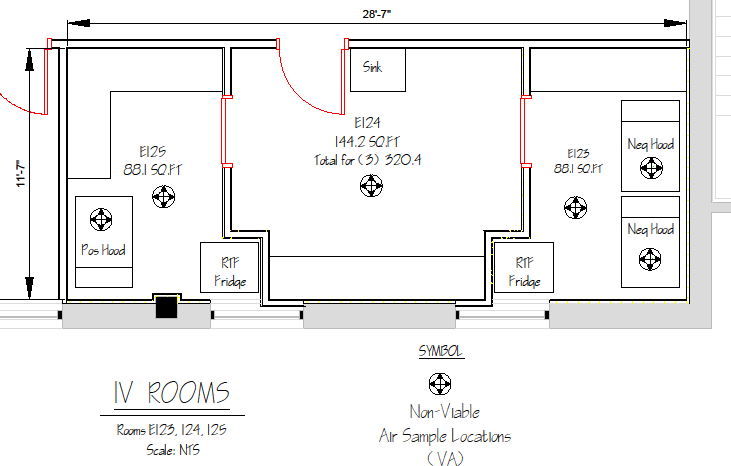 28'-7"
Sink
E124
144.2 SQ.FT
Total for (3) 320.4
E125
88.1 SQ.FT
E123
88.1 SQ.FT
Neg Hood
11'-7"
Pos Hood
Neg Hood
RTF
Fridge
RTF
Fridge
SYMBOL
IV ROOMS
Non-Viable
Air Sample Locations
(VA)
Rooms E123, 124, 125
Scale: NTS